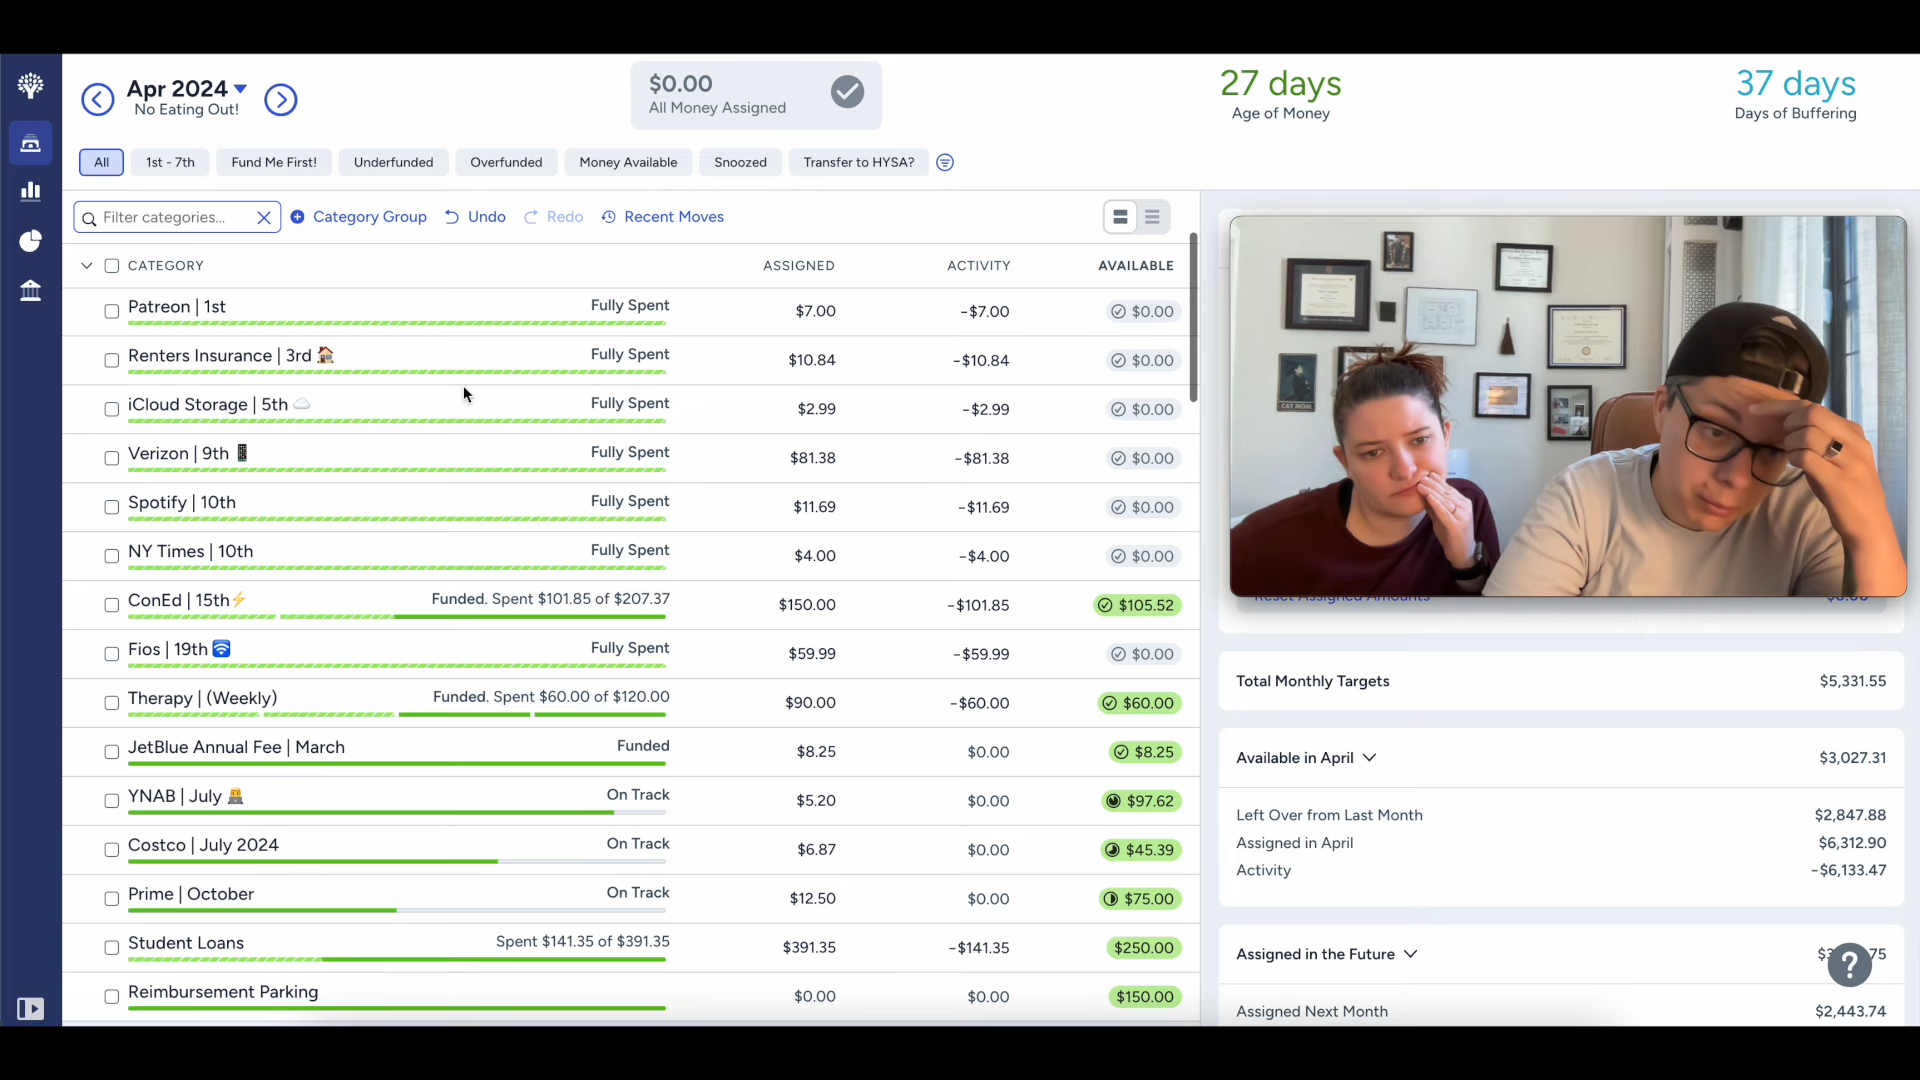 Apr 2024
No Eating Out!
$0.00
All Money Assigned
27 days
Age of Money
37 days
Days of Buffering
All
1st - 7th
Fund Me First!
Underfunded
Overfunded
Money Available
Snoozed
Transfer to HYSA?
Filter categories...
Category Group
Undo
Redo
Recent Moves
CATEGORY ASSIGNED ACTIVITY AVAILABLE
Patreon | 1st Fully Spent $7.00 -$7.00 $0.00
Renters Insurance | 3rd 🏠 Fully Spent $10.84 -$10.84 $0.00
iCloud Storage | 5th ☁️ Fully Spent $2.99 -$2.99 $0.00
Verizon | 9th 📱 Fully Spent $81.38 -$81.38 $0.00
Spotify | 10th Fully Spent $11.69 -$11.69 $0.00
NY Times | 10th Fully Spent $4.00 -$4.00 $0.00
ConEd | 15th⚡ Funded. Spent $101.85 of $207.37 $150.00 -$101.85 $105.52
Fios | 19th 🛜 Fully Spent $59.99 -$59.99 $0.00
Therapy | (Weekly) Funded. Spent $60.00 of $120.00 $90.00 -$60.00 $60.00
JetBlue Annual Fee | March Funded $8.25 $0.00 $8.25
YNAB | July 👩‍💻 On Track $5.20 $0.00 $97.62
Costco | July 2024 On Track $6.87 $0.00 $45.39
Prime | October On Track $12.50 $0.00 $75.00
Student Loans Spent $141.35 of $391.35 $391.35 -$141.35 $250.00
Reimbursement Parking $0.00 $0.00 $150.00
CAT MOM
Reset Assigned Amounts
Total Monthly Targets $5,331.55
Available in April $3,027.31
Left Over from Last Month $2,847.88
Assigned in April $6,312.90
Activity -$6,133.47
Assigned in the Future
Assigned Next Month $2,443.74